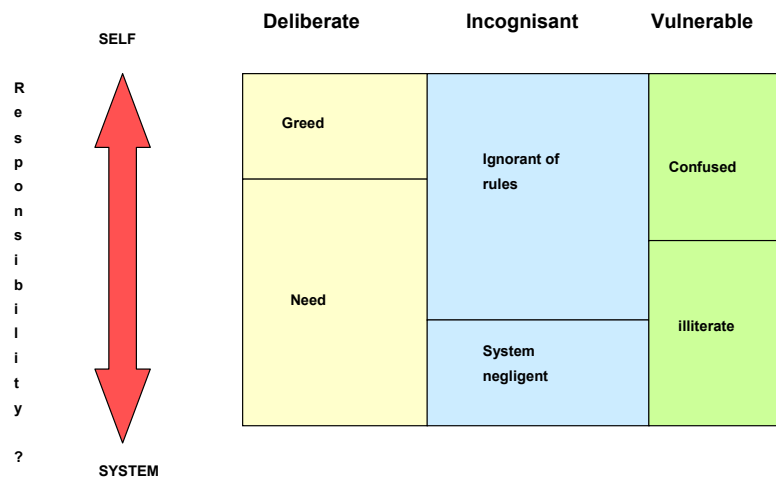 Deliberate
Incognisant
Vulnerable
SELF
R
e
s
p
o
n
s
i
b
i
l
i
t
y
?
Greed
Ignorant of
rules
Confused
Need
illiterate
System
negligent
SYSTEM